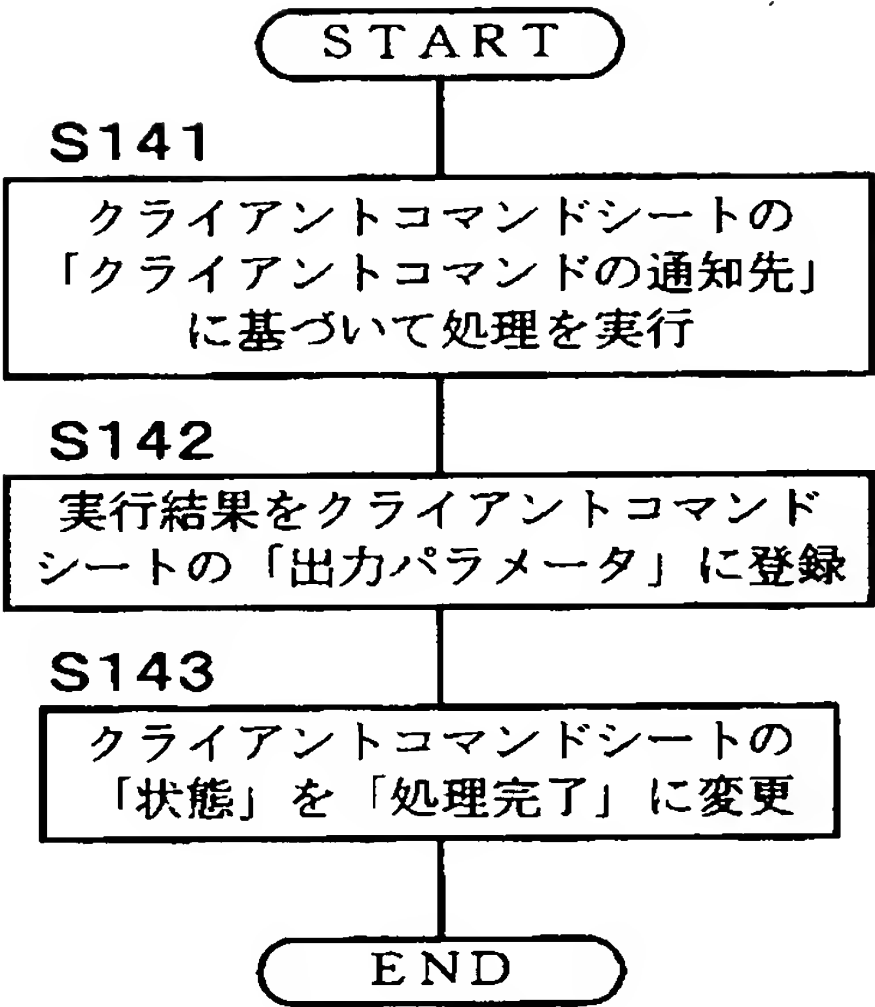 START
S141
クライアントコマンドシートの
「クライアントコマンドの通知先」
に基づいて処理を実行
S142
実行結果をクライアントコマンド
シートの「出力パラメータ」に登録
S143
クライアントコマンドシートの
「状態」を「処理完了」に変更
END